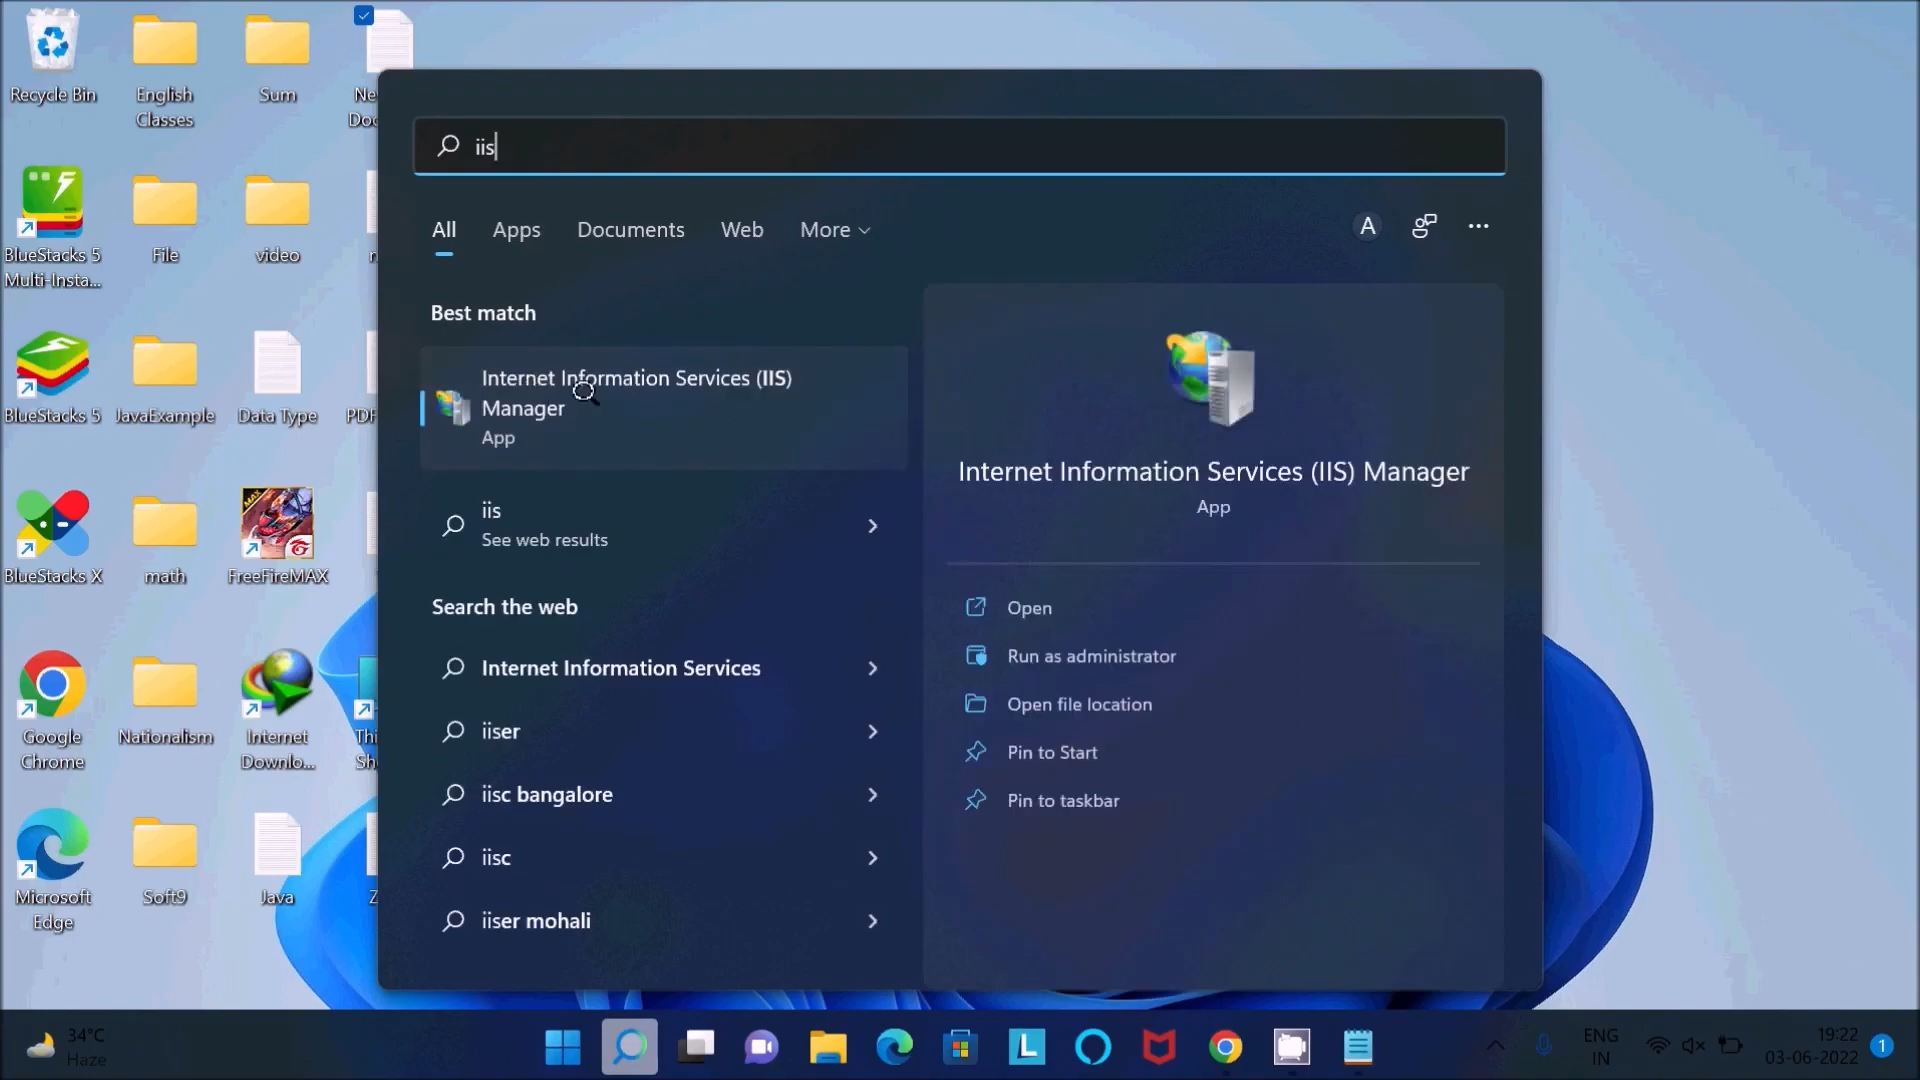 Recycle Bin
English
Classes
Sum
BlueStacks 5
Multi-Insta...
File
video
BlueStacks 5
JavaExample
Data Type
BlueStacks X
math
MAX
FreeFireMAX
Google
Chrome
Nationalism
Internet
Downlo...
Microsoft
Edge
Soft9
Java
iis
All
Apps
Documents
Web
More
A
Best match
Internet Information Services (IIS)
Manager
App
iis
See web results
Search the web
Internet Information Services
iiser
iisc bangalore
iisc
iiser mohali
Internet Information Services (IIS) Manager
App
Open
Run as administrator
Open file location
Pin to Start
Pin to taskbar
34°C
Haze
L
ENG
IN
19:22
03-06-2022
1